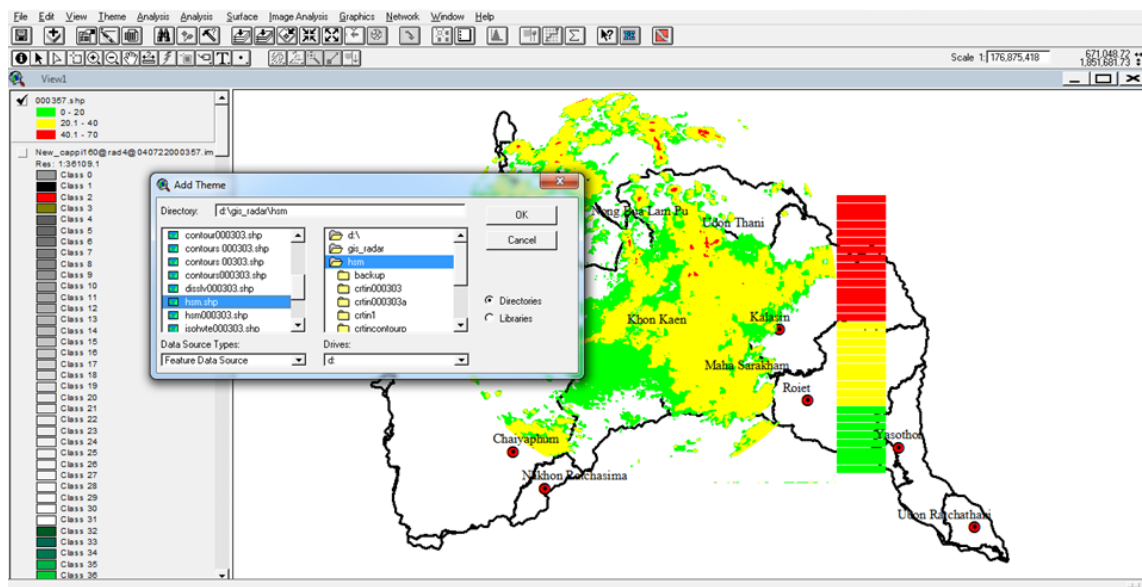 File Edit View Theme Analysis Analysis Surface Image Analysis Graphics Network Window Help
Scale 1: 176,875,418
671,048.72
1,851,681.73
View1
000357.shp
0 - 20
20.1 - 40
40.1 - 70
New_cappi160@rad4@040722000357.im
Res: 1:36109.1
Class 0
Class 1
Class 2
Class 3
Class 4
Class 5
Class 6
Class 7
Class 8
Class 9
Class 10
Class 11
Class 12
Class 13
Class 14
Class 15
Class 16
Class 17
Class 18
Class 19
Class 20
Class 21
Class 22
Class 23
Class 24
Class 25
Class 26
Class 27
Class 28
Class 29
Class 30
Class 31
Class 32
Class 33
Class 34
Class 35
Class 36
Add Theme
Directory: d:\gis_radar\hsm
OK
Cancel
contour000303.shp
contours 000303.shp
contours 00303.shp
contours000303.shp
disslv000303.shp
hsm.shp
hsm000303.shp
isohyte000303.shp
d:\
gis_radar
hsm
backup
crtin000303
crtin000303a
crtin1
crtincontourp
Directories
Libraries
Data Source Types:
Feature Data Source
Drives:
d:
Nong Bua Lam Pu
Udon Thani
Khon Kaen
Kalasin
Maha Sarakham
Roiet
Chaiyaphum
Yasothon
Nakhon Ratchasima
Ubon Ratchathani